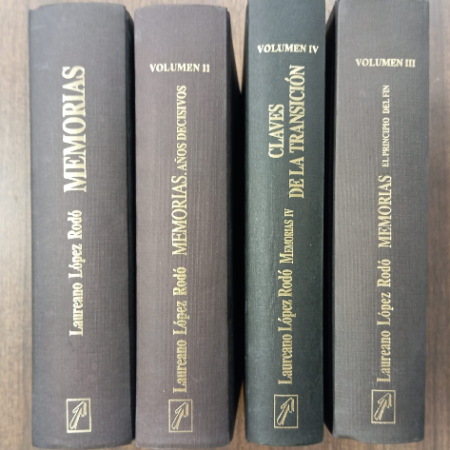 Laureano López Rodó MEMORIAS
VOLUMEN II
Laureano López Rodó MEMORIAS. AÑOS DECISIVOS
VOLUMEN IV
CLAVES
DE LA TRANSICIÓN
Laureano López Rodó MEMORIAS IV
VOLUMEN III
Laureano López Rodó MEMORIAS EL PRINCIPIO DEL FIN